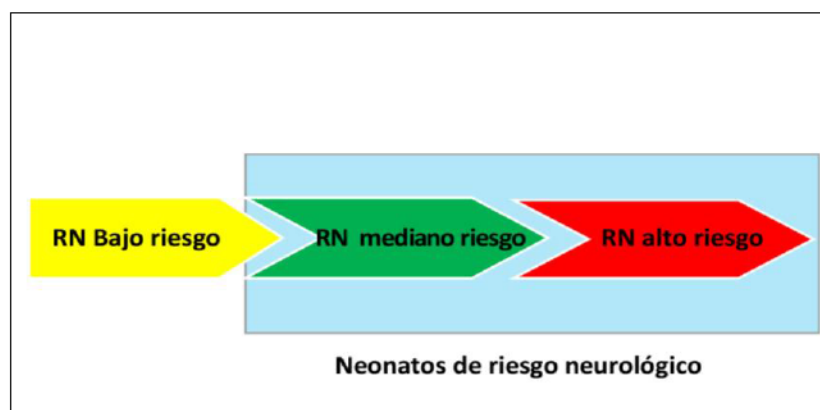 RN Bajo riesgo
RN mediano riesgo
RN alto riesgo
Neonatos de riesgo neurológico